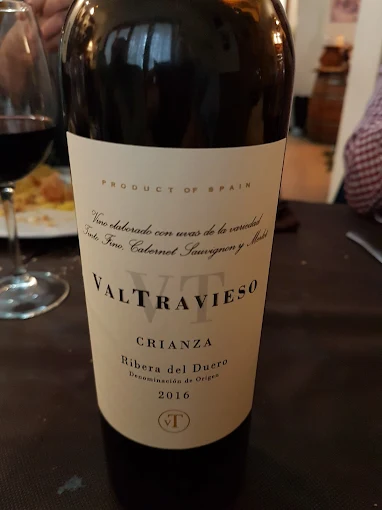 PRODUCT OF SPAIN
Vino elaborado con uvas de la variedad
Tinto Fino, Cabernet Sauvignon y Merlot
VT
VALTRAVIESO
CRIANZA
Ribera del Duero
Denominación de Origen
2016
VT